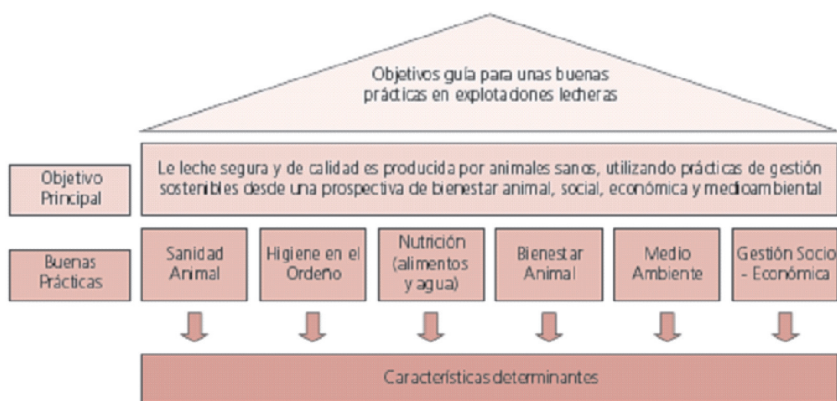 Objetivos guía para unas buenas
prácticas en explotaciones lecheras
Objetivo
Principal
Le leche segura y de calidad es producida por animales sanos, utilizando prácticas de gestión
sostenibles desde una prospectiva de bienestar animal, social, económica y medioambiental
Buenas
Prácticas
Sanidad
Animal
Higiene en el
Ordeño
Nutrición
(alimentos
y agua)
Bienestar
Animal
Medio
Ambiente
Gestión Socio
- Económica
Características determinantes